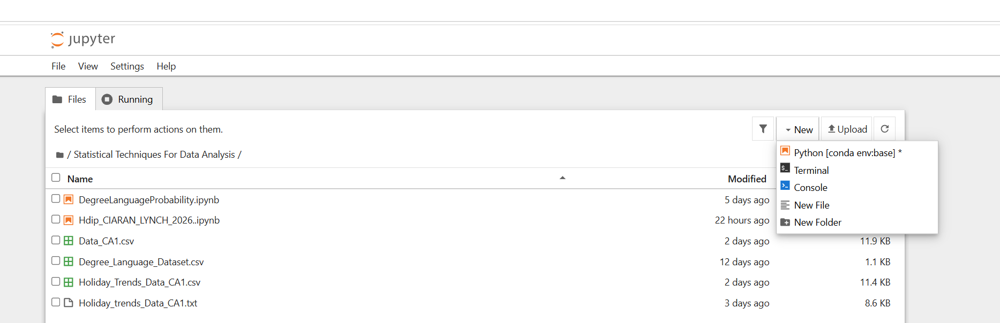 jupyter
File View Settings Help
Files Running
Select items to perform actions on them.
New Upload
/ Statistical Techniques For Data Analysis /
Python [conda env:base] *
Terminal
Console
New File
New Folder
Name Modified
DegreeLanguageProbability.ipynb 5 days ago
Hdip_CIARAN_LYNCH_2026..ipynb 22 hours ago
Data_CA1.csv 2 days ago 11.9 KB
Degree_Language_Dataset.csv 12 days ago 1.1 KB
Holiday_Trends_Data_CA1.csv 2 days ago 11.4 KB
Holiday_trends_Data_CA1.txt 3 days ago 8.6 KB